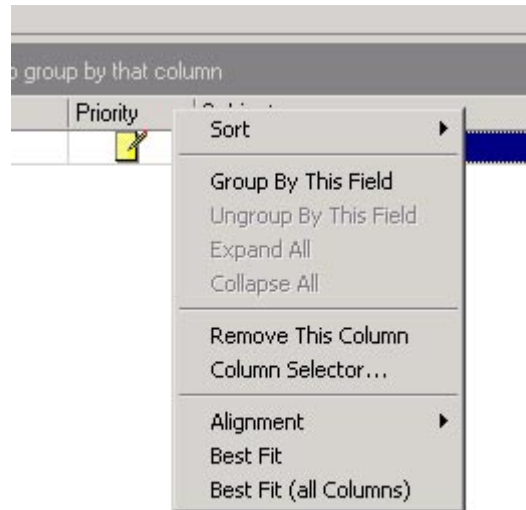 group by that column
Priority
Sort
Group By This Field
Ungroup By This Field
Expand All
Collapse All
Remove This Column
Column Selector...
Alignment
Best Fit
Best Fit (all Columns)